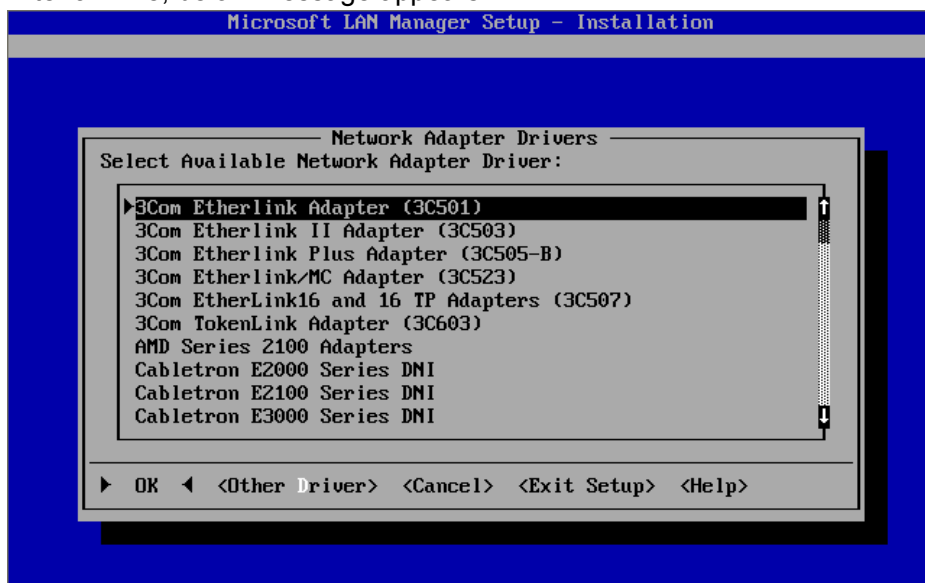 Microsoft LAN Manager Setup - Installation
Network Adapter Drivers
Select Available Network Adapter Driver:
3Com Etherlink Adapter (3C501)
3Com Etherlink II Adapter (3C503)
3Com Etherlink Plus Adapter (3C505-B)
3Com Etherlink/MC Adapter (3C523)
3Com EtherLink16 and 16 TP Adapters (3C507)
3Com TokenLink Adapter (3C603)
AMD Series 2100 Adapters
Cabletron E2000 Series DNI
Cabletron E2100 Series DNI
Cabletron E3000 Series DNI
OK <Other Driver> <Cancel> <Exit Setup> <Help>